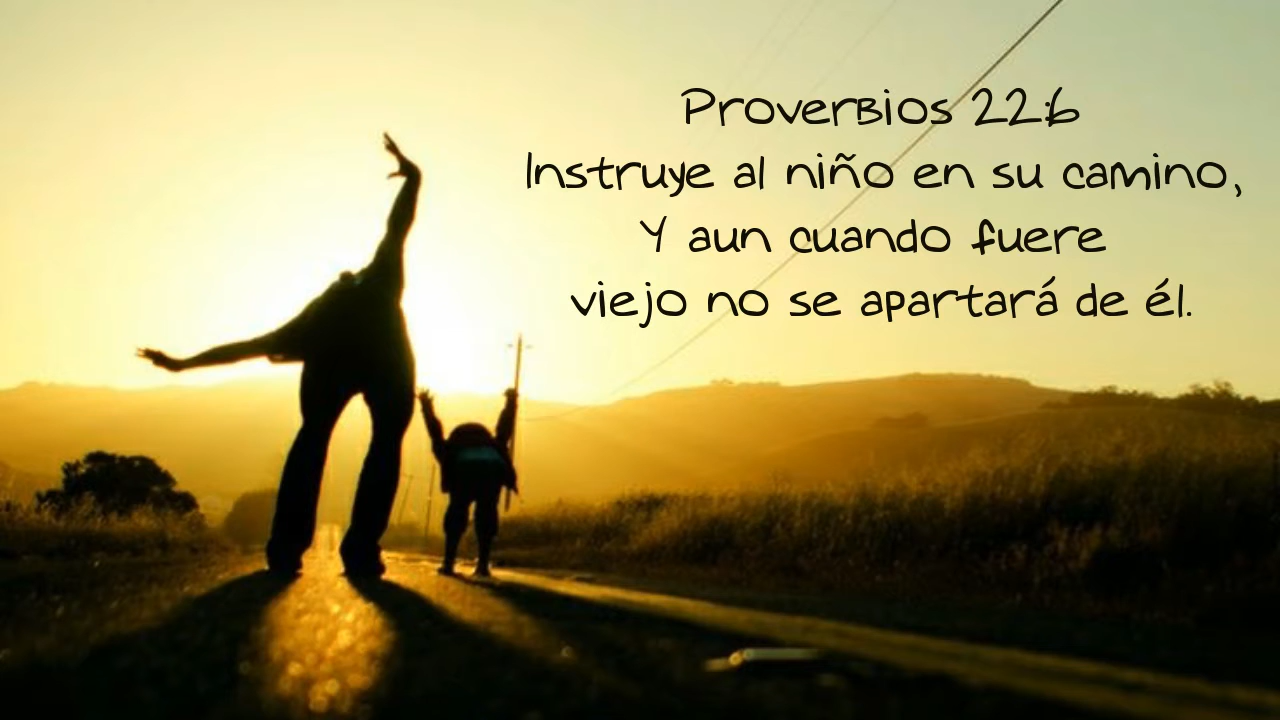 Proverbios 22:6
Instruye al niño en su camino,
Y aun cuando fuere
viejo no se apartará de él.